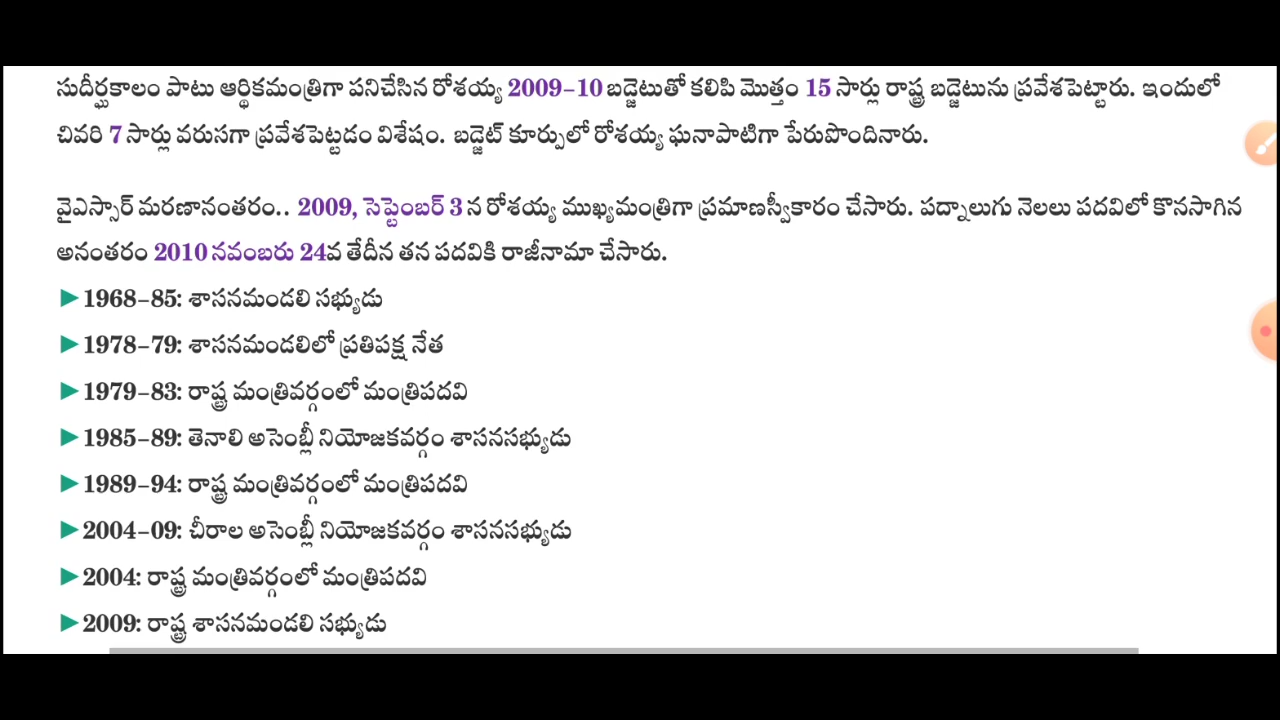 సుదీర్ఘకాలం పాటు ఆర్థికమంత్రిగా పనిచేసిన రోశయ్య 2009-10 బడ్జెటుతో కలిపి మొత్తం 15 సార్లు రాష్ట్ర బడ్జెటును ప్రవేశపెట్టారు. ఇందులో
చివరి 7 సార్లు వరుసగా ప్రవేశపెట్టడం విశేషం. బడ్జెట్ కూర్పులో రోశయ్య ఘనాపాటిగా పేరుపొందినారు.
వైఎస్సార్ మరణానంతరం.. 2009, సెప్టెంబర్ 3 న రోశయ్య ముఖ్యమంత్రిగా ప్రమాణస్వీకారం చేసారు. పద్నాలుగు నెలలు పదవిలో కొనసాగిన
అనంతరం 2010 నవంబరు 24వ తేదీన తన పదవికి రాజీనామా చేసారు.
►1968-85: శాసనమండలి సభ్యుడు
►1978-79: శాసనమండలిలో ప్రతిపక్ష నేత
►1979-83: రాష్ట్ర మంత్రివర్గంలో మంత్రిపదవి
►1985-89: తెనాలి అసెంబ్లీ నియోజకవర్గం శాసనసభ్యుడు
►1989-94: రాష్ట్ర మంత్రివర్గంలో మంత్రిపదవి
►2004-09: చీరాల అసెంబ్లీ నియోజకవర్గం శాసనసభ్యుడు
►2004: రాష్ట్ర మంత్రివర్గంలో మంత్రిపదవి
►2009: రాష్ట్ర శాసనమండలి సభ్యుడు